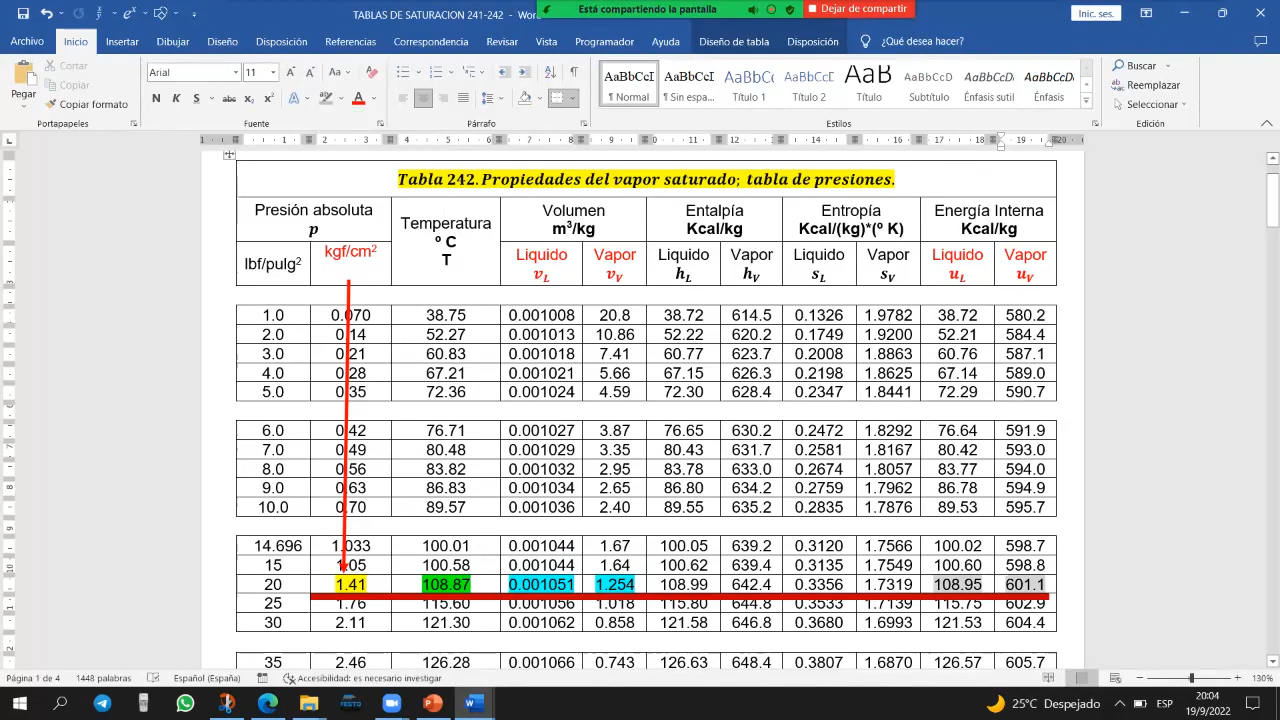 TABLAS DE SATURACION 241-242 - Word
Está compartiendo la pantalla
Dejar de compartir
Inic. ses.
Archivo Inicio Insertar Dibujar Diseño Disposición Referencias Correspondencia Revisar Vista Programador Ayuda Diseño de tabla Disposición ¿Qué desea hacer?
Pegar
Cortar
Copiar
Copiar formato
Arial 11
N K S
AaBbCcI AaBbCcD AaBbCc AaBbCcI AaB AaBbCcD AaBbCcDi AaBbCcDi
¶ Normal ¶ Sin espa... Título 1 Título 2 Título Subtítulo Énfasis sutil Énfasis
Buscar
Reemplazar
Seleccionar
Portapapeles Fuente Párrafo Estilos Edición
Tabla 242. Propiedades del vapor saturado; tabla de presiones.
Presión absoluta p Temperatura º C T Volumen m³/kg Entalpía Kcal/kg Entropía Kcal/(kg)*(º K) Energía Interna Kcal/kg
lbf/pulg² kgf/cm² Liquido vL Vapor vV Liquido hL Vapor hV Liquido sL Vapor sV Liquido uL Vapor uV
1.0 0.070 38.75 0.001008 20.8 38.72 614.5 0.1326 1.9782 38.72 580.2
2.0 0.14 52.27 0.001013 10.86 52.22 620.2 0.1749 1.9200 52.21 584.4
3.0 0.21 60.83 0.001018 7.41 60.77 623.7 0.2008 1.8863 60.76 587.1
4.0 0.28 67.21 0.001021 5.66 67.15 626.3 0.2198 1.8625 67.14 589.0
5.0 0.35 72.36 0.001024 4.59 72.30 628.4 0.2347 1.8441 72.29 590.7
6.0 0.42 76.71 0.001027 3.87 76.65 630.2 0.2472 1.8292 76.64 591.9
7.0 0.49 80.48 0.001029 3.35 80.43 631.7 0.2581 1.8167 80.42 593.0
8.0 0.56 83.82 0.001032 2.95 83.78 633.0 0.2674 1.8057 83.77 594.0
9.0 0.63 86.83 0.001034 2.65 86.80 634.2 0.2759 1.7962 86.78 594.9
10.0 0.70 89.57 0.001036 2.40 89.55 635.2 0.2835 1.7876 89.53 595.7
14.696 1.033 100.01 0.001044 1.67 100.05 639.2 0.3120 1.7566 100.02 598.7
15 1.05 100.58 0.001044 1.64 100.62 639.4 0.3135 1.7549 100.60 598.8
20 1.41 108.87 0.001051 1.254 108.99 642.4 0.3356 1.7319 108.95 601.1
25 1.76 115.60 0.001056 1.018 115.80 644.8 0.3533 1.7139 115.75 602.9
30 2.11 121.30 0.001062 0.858 121.58 646.8 0.3680 1.6993 121.53 604.4
35 2.46 126.28 0.001066 0.743 126.63 648.4 0.3807 1.6870 126.57 605.7
Página 1 de 4 1448 palabras Español (España) Accesibilidad: es necesario investigar 130%
FESTO
25°C Despejado ESP 20:04
19/9/2022